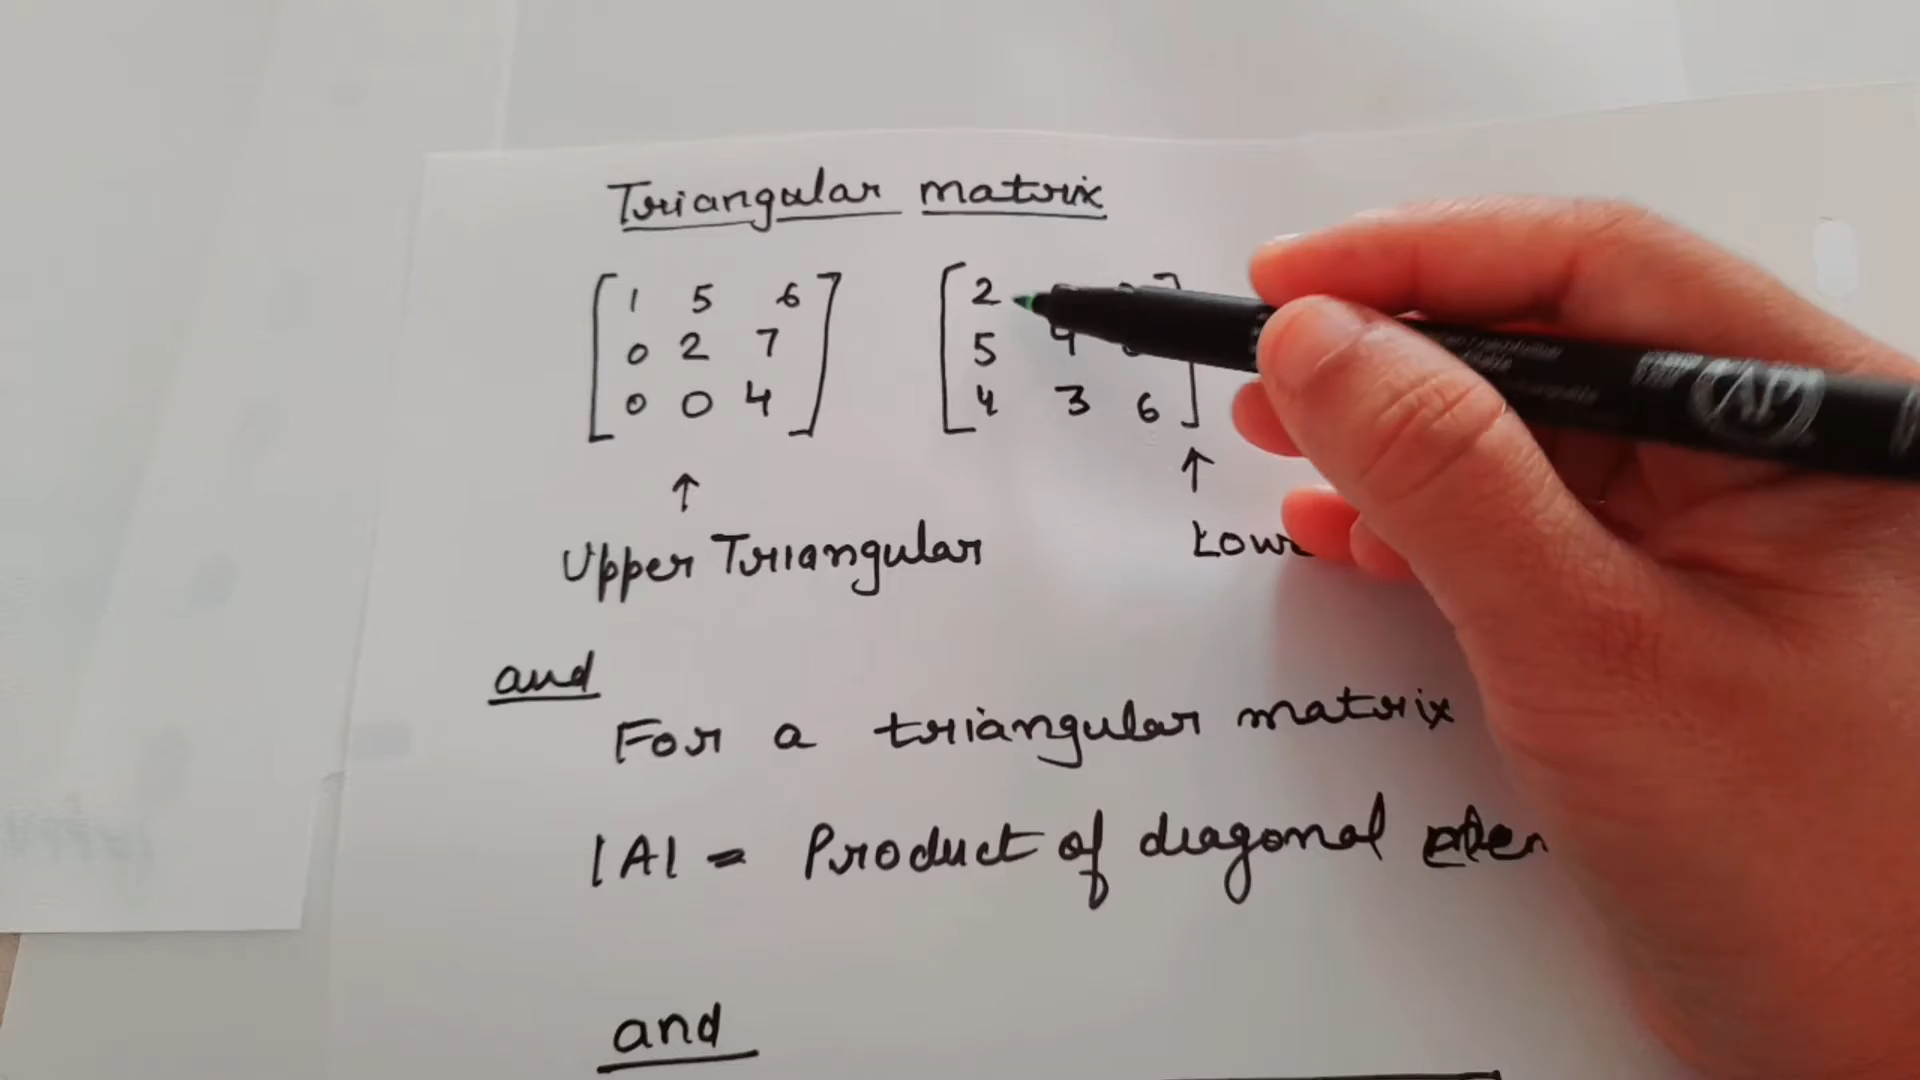 Triangular matrix
1 5 6
0 2 7
0 0 4
2
5 4
4 3 6
↑ ↑
Upper Triangular
and
For a triangular matrix
|A| = Product of diagonal
and